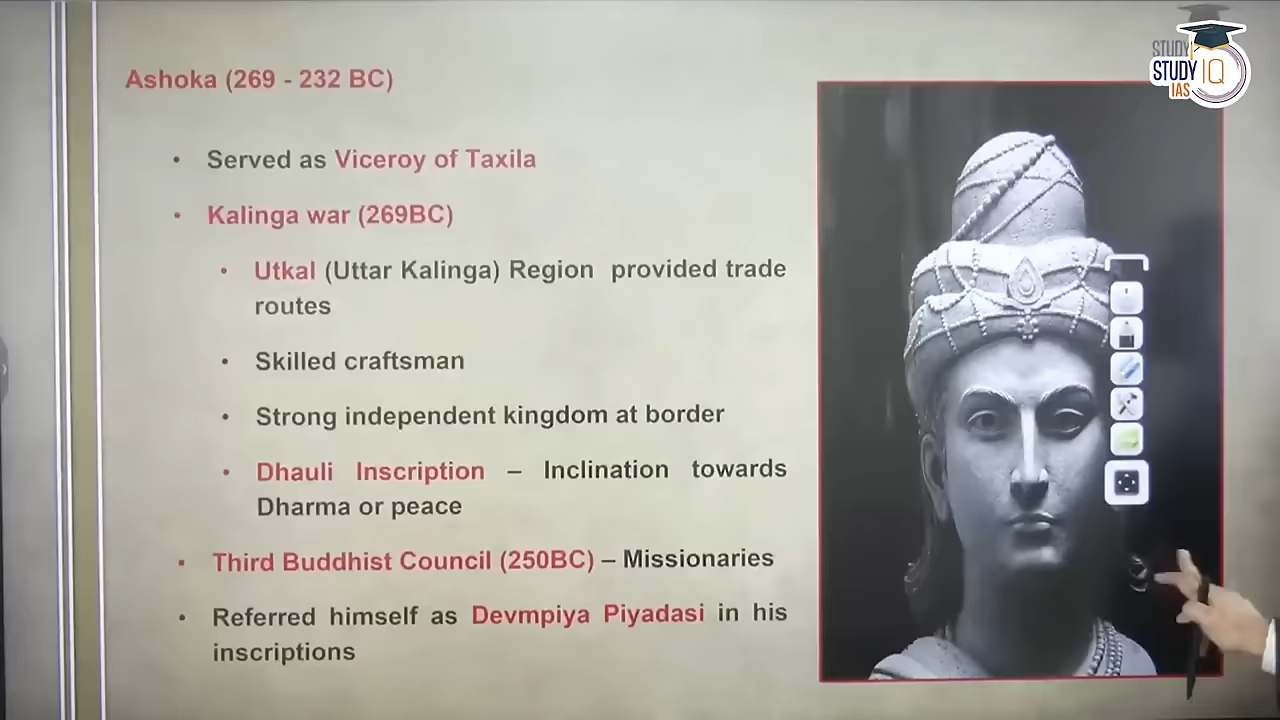 STUDY
STUDY IQ
IAS
Ashoka (269 - 232 BC)
• Served as Viceroy of Taxila
• Kalinga war (269BC)
• Utkal (Uttar Kalinga) Region provided trade
routes
• Skilled craftsman
• Strong independent kingdom at border
• Dhauli Inscription – Inclination towards
Dharma or peace
• Third Buddhist Council (250BC) – Missionaries
• Referred himself as Devmpiya Piyadasi in his
inscriptions